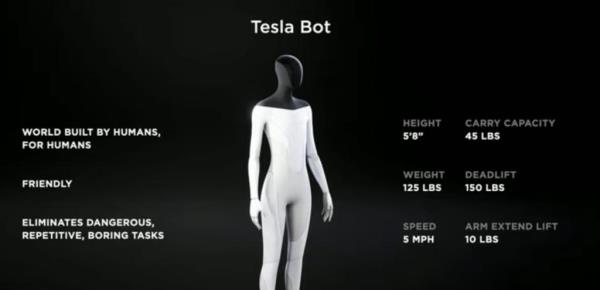 Tesla Bot
WORLD BUILT BY HUMANS,
FOR HUMANS
FRIENDLY
ELIMINATES DANGEROUS,
REPETITIVE, BORING TASKS
HEIGHT
5'8"
CARRY CAPACITY
45 LBS
WEIGHT
125 LBS
DEADLIFT
150 LBS
SPEED
5 MPH
ARM EXTEND LIFT
10 LBS